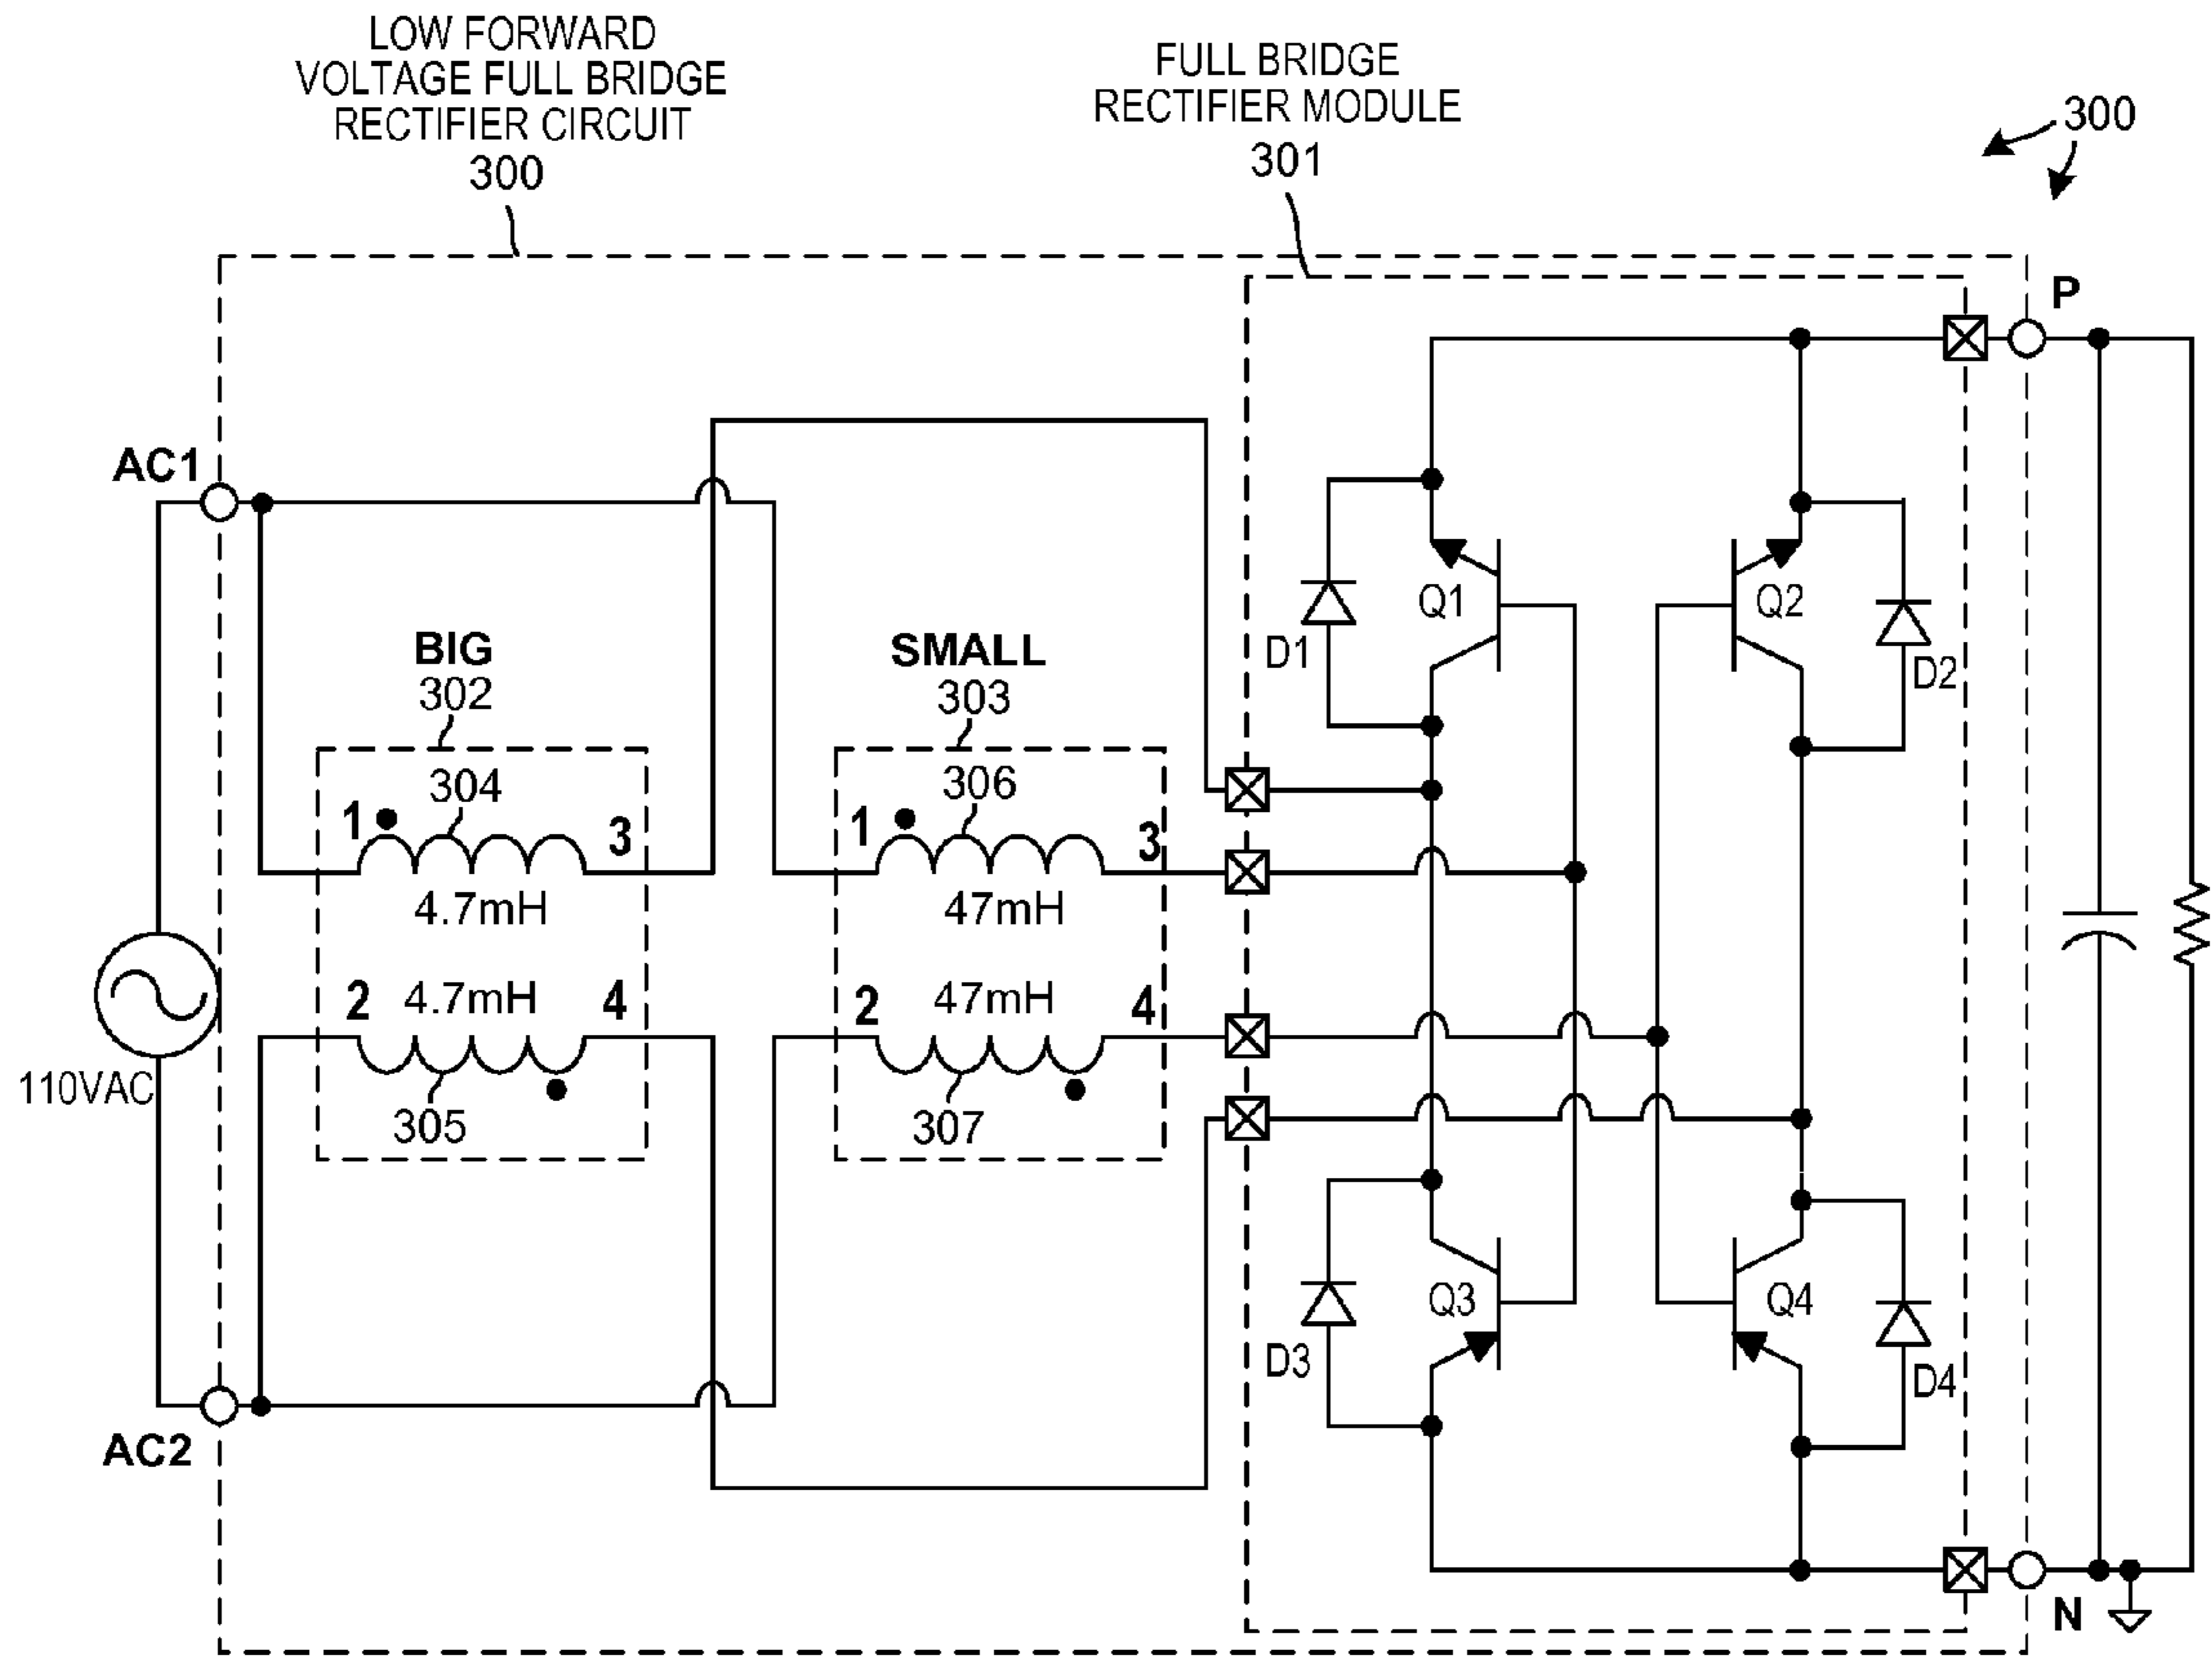 LOW FORWARD
VOLTAGE FULL BRIDGE
RECTIFIER CIRCUIT
300
FULL BRIDGE
RECTIFIER MODULE
301
300
P
AC1
Q1
Q2
D1
D2
BIG
302
SMALL
303
304
306
1
3
1
3
4.7mH
47mH
2
4.7mH
4
2
47mH
4
305
307
110VAC
Q3
Q4
D3
D4
AC2
N